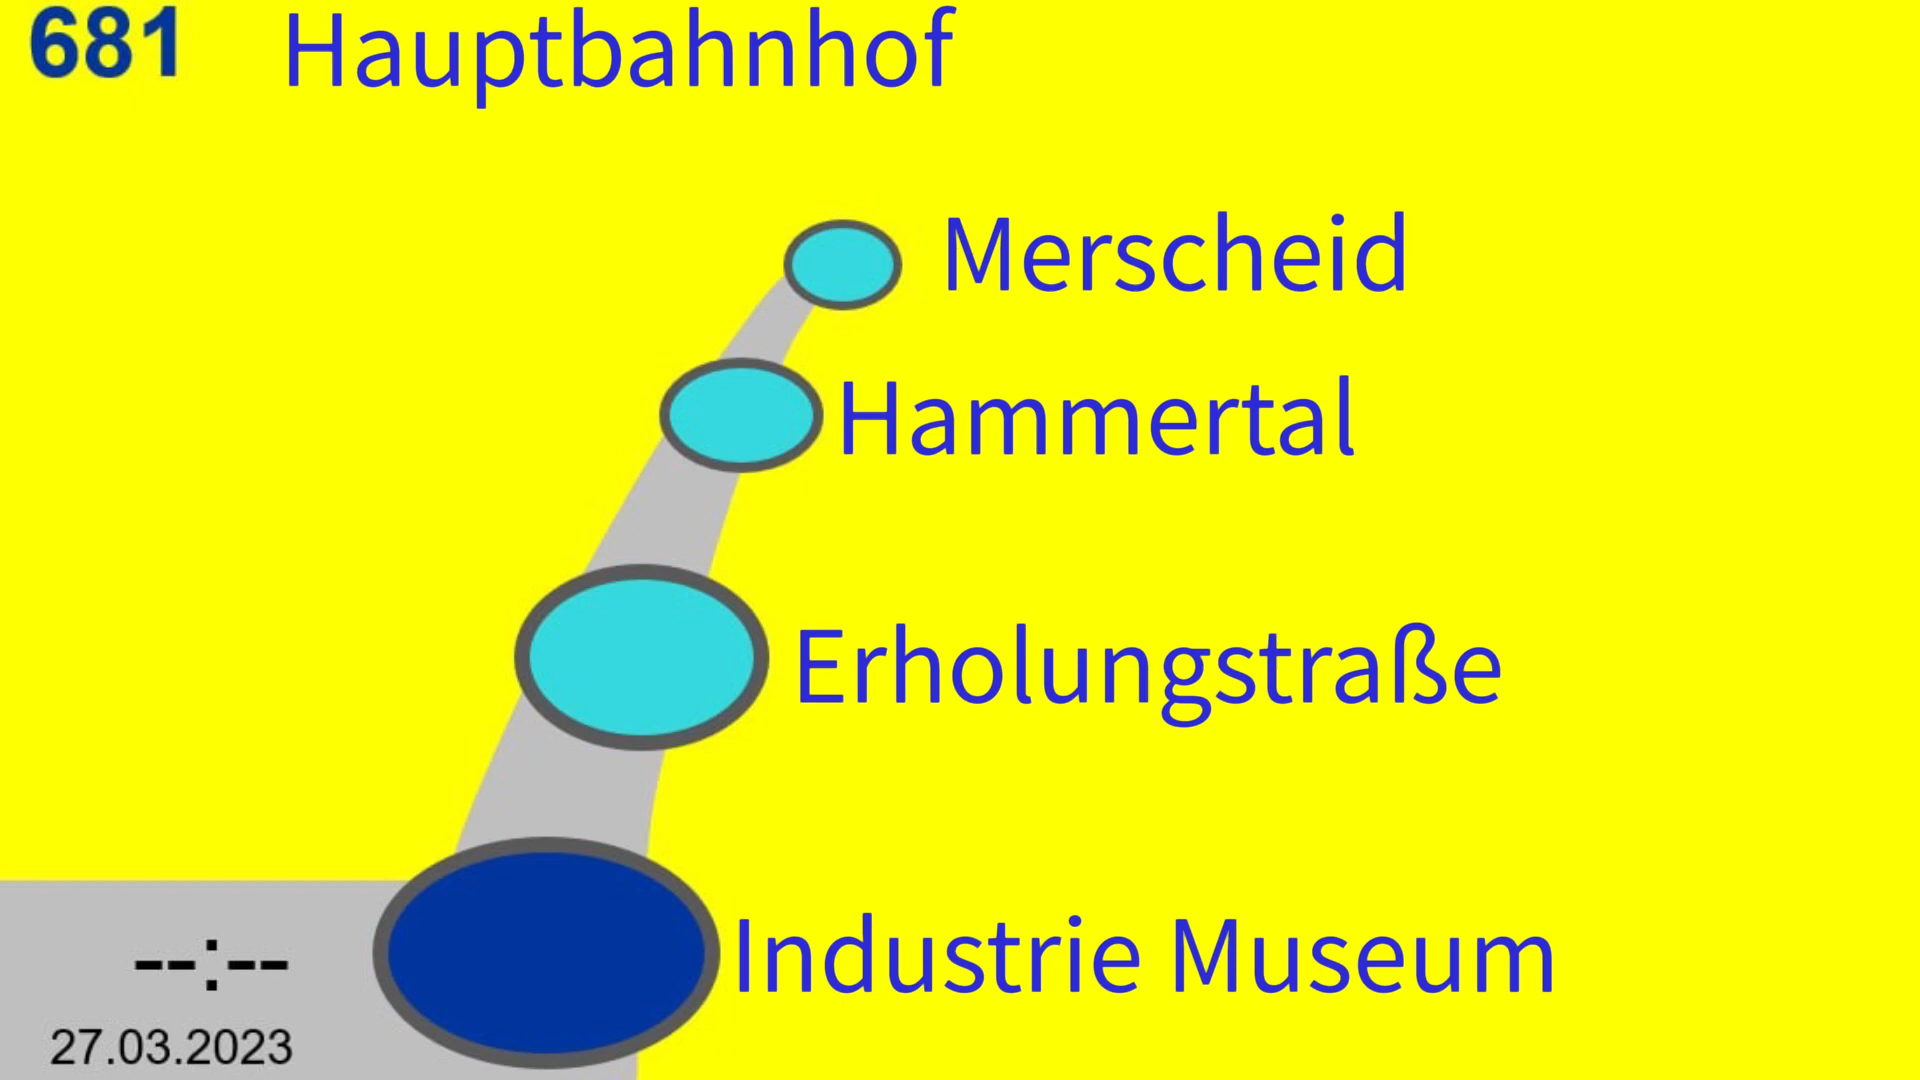 681 Hauptbahnhof
Merscheid
Hammertal
Erholungstraße
Industrie Museum
--:--
27.03.2023